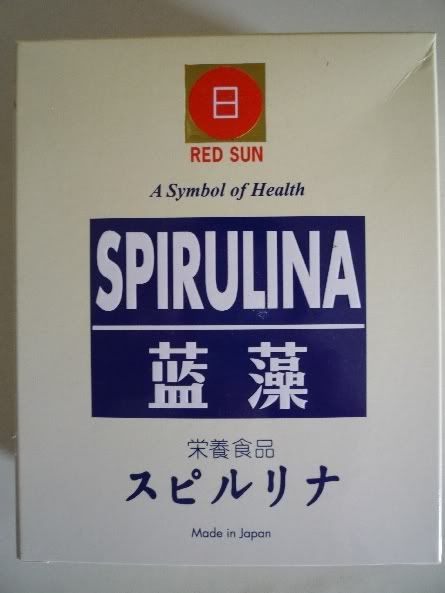 日
RED SUN
A Symbol of Health
SPIRULINA
蓝藻
栄養食品
スピルリナ
Made in Japan